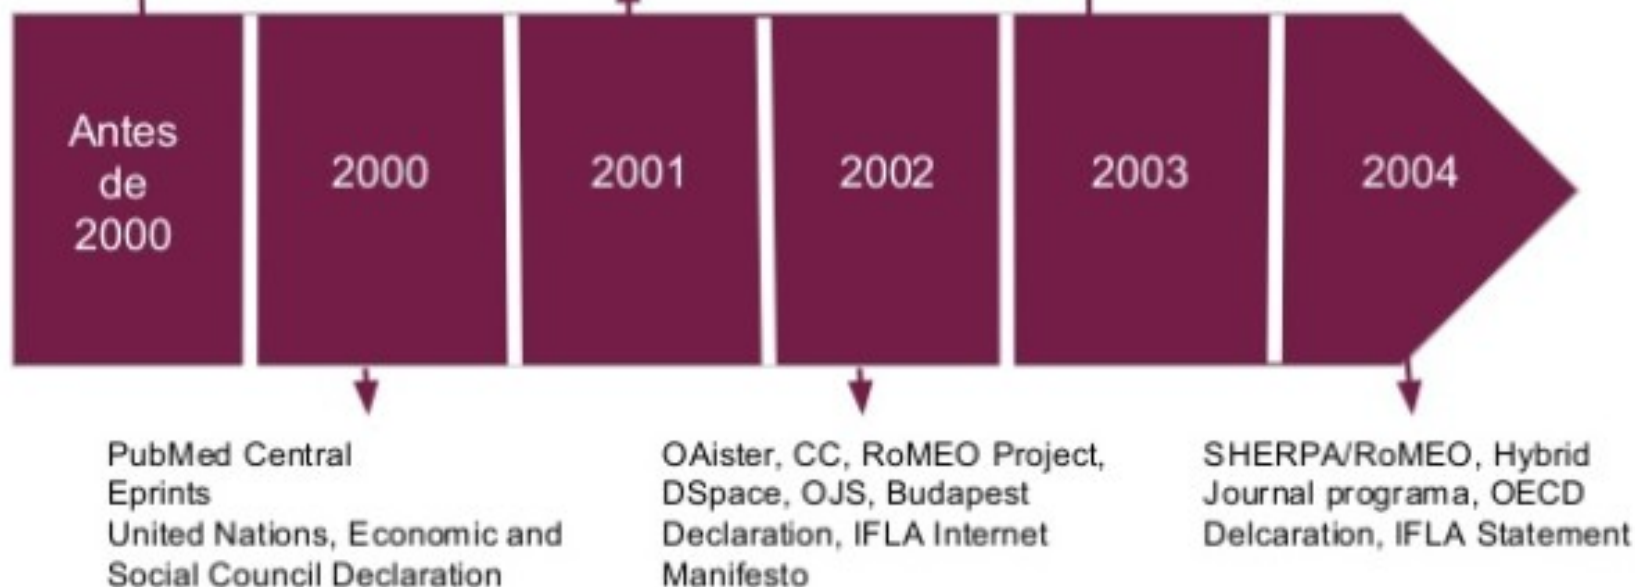 Antes
de
2000
2000
2001
2002
2003
2004
PubMed Central
Eprints
United Nations, Economic and
Social Council Declaration
OAister, CC, RoMEO Project,
DSpace, OJS, Budapest
Declaration, IFLA Internet
Manifesto
SHERPA/RoMEO, Hybrid
Journal programa, OECD
Delcaration, IFLA Statement